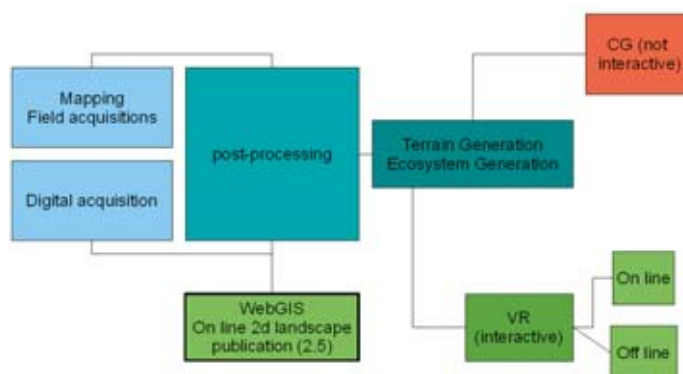 CG (not
interactive)
Mapping
Field acquisitions
post-processing
Terrain Generation
Ecosystem Generation
Digital acquisition
On line
WebGIS
On line 2d landscape
publication (2.5)
VR
(interactive)
Off line